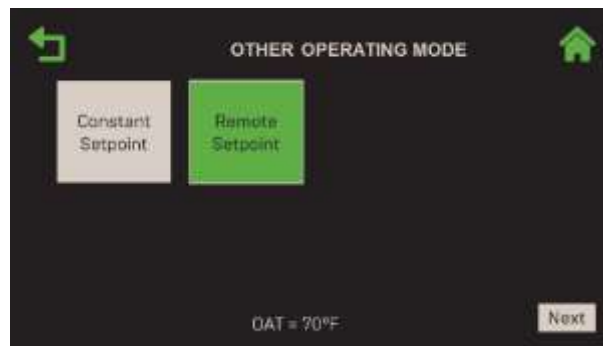 OTHER OPERATING MODE
Constant
Setpoint
Remote
Setpoint
OAT = 70°F
Next